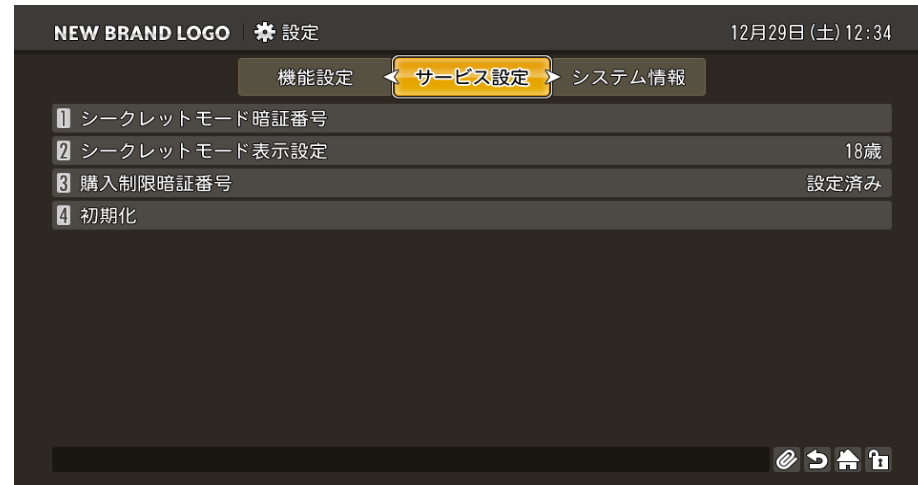 NEW BRAND LOGO 設定 12月29日(土)12:34
機能設定 サービス設定 システム情報
1 シークレットモード暗証番号
2 シークレットモード表示設定 18歳
3 購入制限暗証番号 設定済み
4 初期化